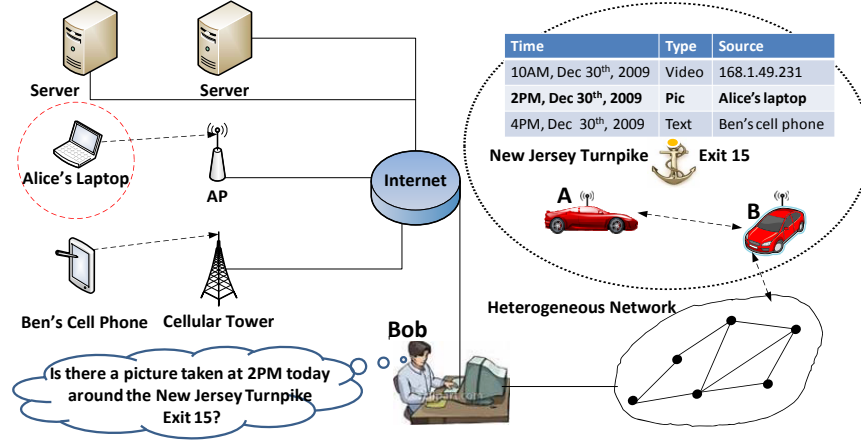 Server
Server
Alice's Laptop
AP
Internet
Ben's Cell Phone
Cellular Tower
Time Type Source
10AM, Dec 30th, 2009 Video 168.1.49.231
2PM, Dec 30th, 2009 Pic Alice's laptop
4PM, Dec 30th, 2009 Text Ben's cell phone
New Jersey Turnpike Exit 15
A
B
Heterogeneous Network
Bob
Is there a picture taken at 2PM today
around the New Jersey Turnpike
Exit 15?